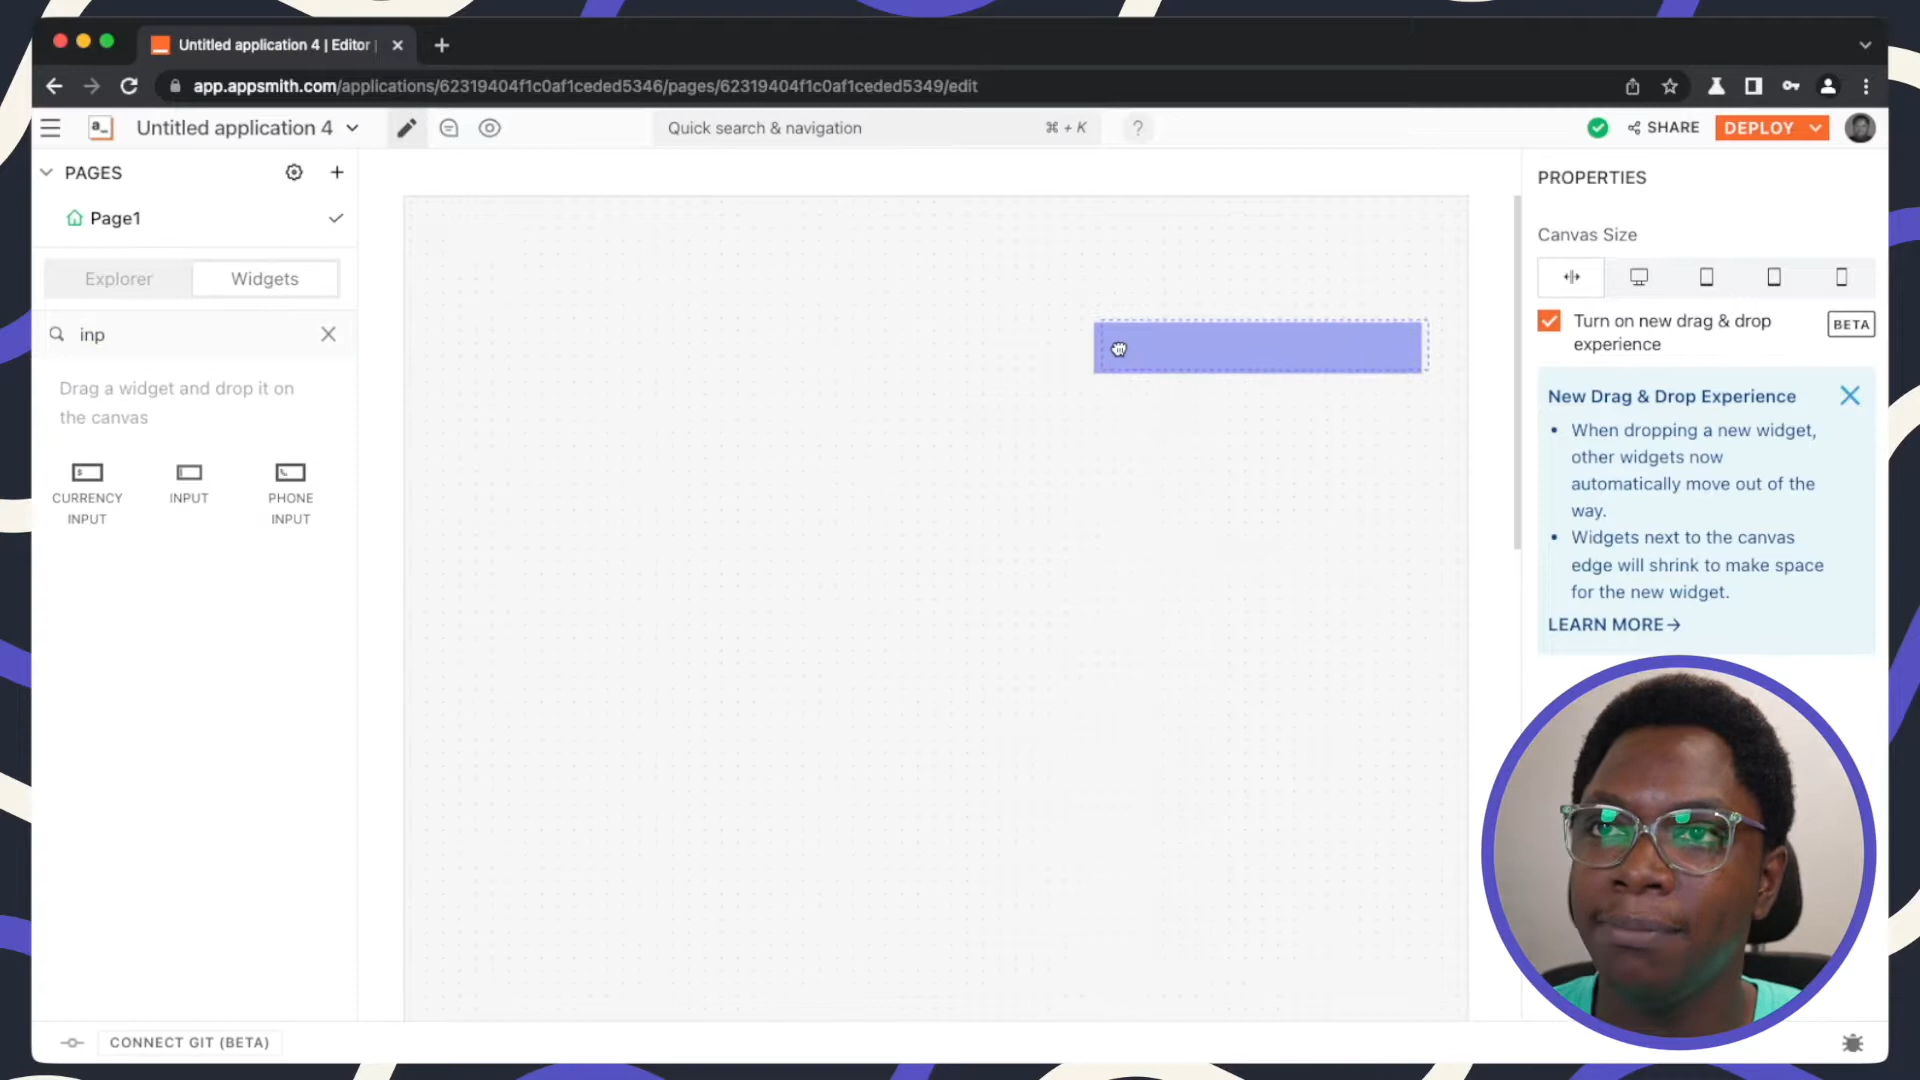 Untitled application 4 | Editor |
app.appsmith.com/applications/62319404f1c0af1ceded5346/pages/62319404f1c0af1ceded5349/edit
a_
Untitled application 4
Quick search & navigation
⌘ + K
?
SHARE
DEPLOY
PAGES
Page1
Explorer
Widgets
inp
Drag a widget and drop it on
the canvas
CURRENCY
INPUT
INPUT
PHONE
INPUT
PROPERTIES
Canvas Size
Turn on new drag & drop
experience
BETA
New Drag & Drop Experience
• When dropping a new widget,
other widgets now
automatically move out of the
way.
• Widgets next to the canvas
edge will shrink to make space
for the new widget.
LEARN MORE→
CONNECT GIT (BETA)